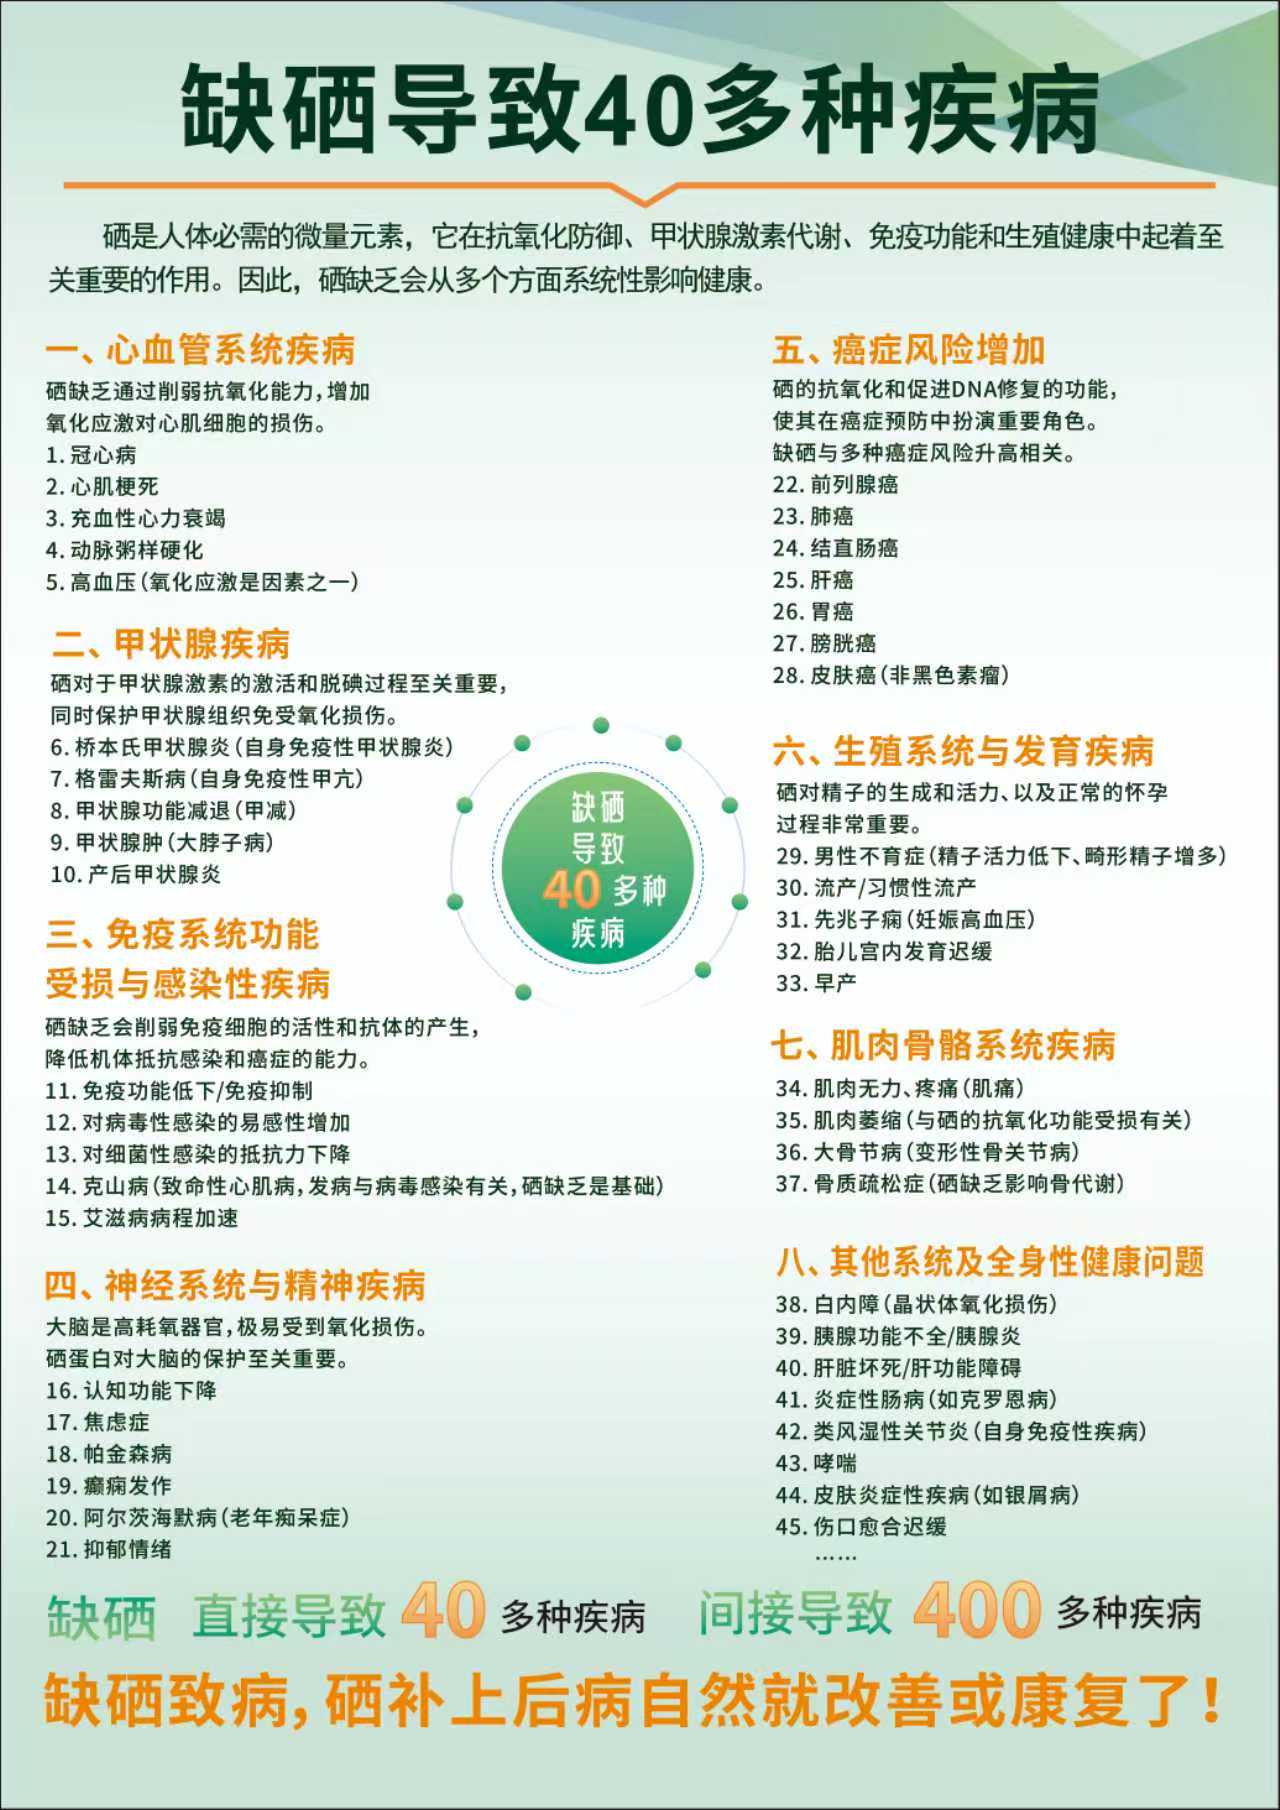 缺硒导致40多种疾病
硒是人体必需的微量元素，它在抗氧化防御、甲状腺激素代谢、免疫功能和生殖健康中起着至
关重要的作用。因此，硒缺乏会从多个方面系统性影响健康。
一、心血管系统疾病
硒缺乏通过削弱抗氧化能力，增加
氧化应激对心肌细胞的损伤。
1. 冠心病
2. 心肌梗死
3. 充血性心力衰竭
4. 动脉粥样硬化
5. 高血压（氧化应激是因素之一）
二、甲状腺疾病
硒对于甲状腺激素的激活和脱碘过程至关重要，
同时保护甲状腺组织免受氧化损伤。
6. 桥本氏甲状腺炎（自身免疫性甲状腺炎）
7. 格雷夫斯病（自身免疫性甲亢）
8. 甲状腺功能减退（甲减）
9. 甲状腺肿（大脖子病）
10. 产后甲状腺炎
三、免疫系统功能
受损与感染性疾病
硒缺乏会削弱免疫细胞的活性和抗体的产生，
降低机体抵抗感染和癌症的能力。
11. 免疫功能低下/免疫抑制
12. 对病毒性感染的易感性增加
13. 对细菌性感染的抵抗力下降
14. 克山病（致命性心肌病，发病与病毒感染有关，硒缺乏是基础）
15. 艾滋病病程加速
四、神经系统与精神疾病
大脑是高耗氧器官，极易受到氧化损伤。
硒蛋白对大脑的保护至关重要。
16. 认知功能下降
17. 焦虑症
18. 帕金森病
19. 癫痫发作
20. 阿尔茨海默病（老年痴呆症）
21. 抑郁情绪
缺硒
导致
40 多种
疾病
五、癌症风险增加
硒的抗氧化和促进DNA修复的功能，
使其在癌症预防中扮演重要角色。
缺硒与多种癌症风险升高相关。
22. 前列腺癌
23. 肺癌
24. 结直肠癌
25. 肝癌
26. 胃癌
27. 膀胱癌
28. 皮肤癌（非黑色素瘤）
六、生殖系统与发育疾病
硒对精子的生成和活力、以及正常的怀孕
过程非常重要。
29. 男性不育症（精子活力低下、畸形精子增多）
30. 流产/习惯性流产
31. 先兆子痫（妊娠高血压）
32. 胎儿宫内发育迟缓
33. 早产
七、肌肉骨骼系统疾病
34. 肌肉无力、疼痛（肌痛）
35. 肌肉萎缩（与硒的抗氧化功能受损有关）
36. 大骨节病（变形性骨关节病）
37. 骨质疏松症（硒缺乏影响骨代谢）
八、其他系统及全身性健康问题
38. 白内障（晶状体氧化损伤）
39. 胰腺功能不全/胰腺炎
40. 肝脏坏死/肝功能障碍
41. 炎症性肠病（如克罗恩病）
42. 类风湿性关节炎（自身免疫性疾病）
43. 哮喘
44. 皮肤炎症性疾病（如银屑病）
45. 伤口愈合迟缓
……
缺硒 直接导致 40 多种疾病 间接导致 400 多种疾病
缺硒致病，硒补上后病自然就改善或康复了！